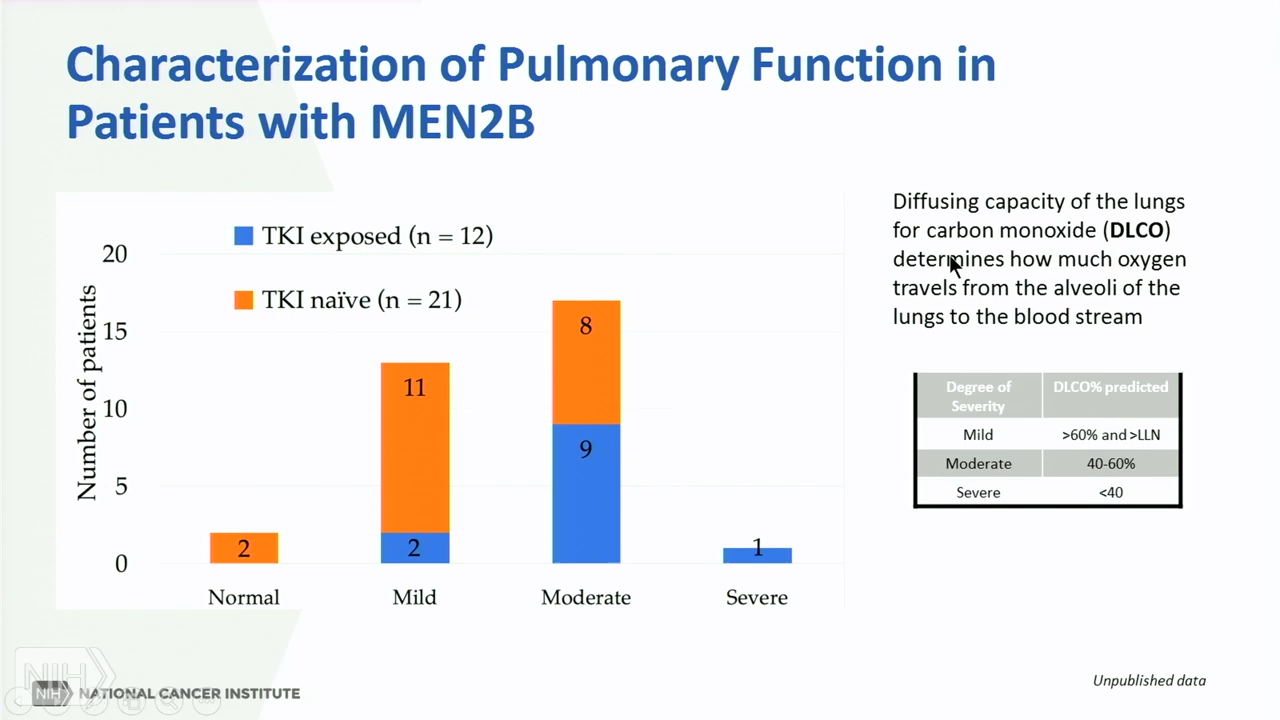 Characterization of Pulmonary Function in
Patients with MEN2B
TKI exposed (n = 12)
TKI naïve (n = 21)
Number of patients
20
15
10
5
0
2
11
2
8
9
1
Normal
Mild
Moderate
Severe
Diffusing capacity of the lungs
for carbon monoxide (DLCO)
determines how much oxygen
travels from the alveoli of the
lungs to the blood stream
Degree of
Severity
DLCO% predicted
Mild
>60% and >LLN
Moderate
40-60%
Severe
<40
NIH
NIH NATIONAL CANCER INSTITUTE
Unpublished data